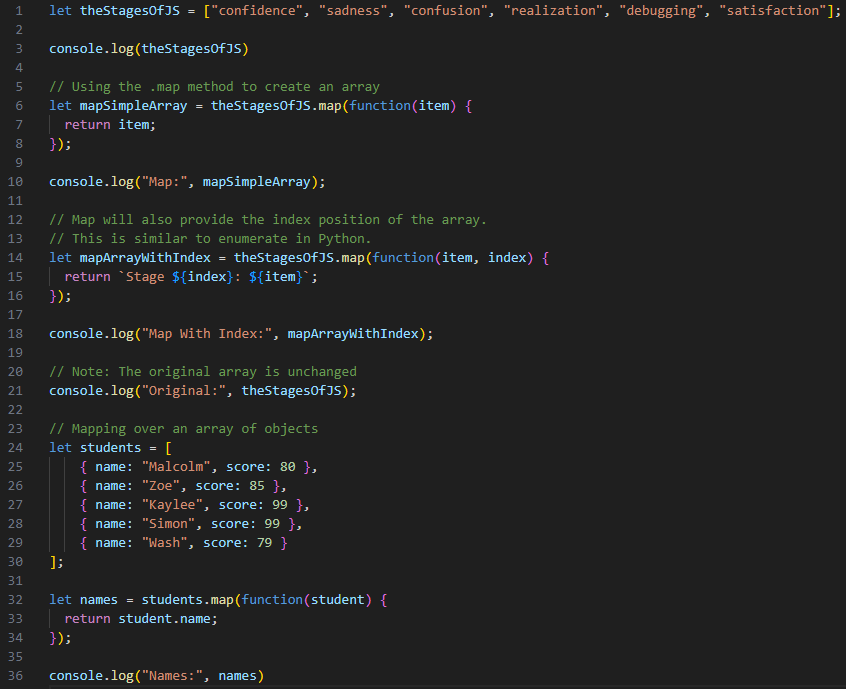 1 let theStagesOfJS = ["confidence", "sadness", "confusion", "realization", "debugging", "satisfaction"];
2
3 console.log(theStagesOfJS)
4
5 // Using the .map method to create an array
6 let mapSimpleArray = theStagesOfJS.map(function(item) {
7   return item;
8 });
9
10 console.log("Map:", mapSimpleArray);
11
12 // Map will also provide the index position of the array.
13 // This is similar to enumerate in Python.
14 let mapArrayWithIndex = theStagesOfJS.map(function(item, index) {
15   return `Stage ${index}: ${item}`;
16 });
17
18 console.log("Map With Index:", mapArrayWithIndex);
19
20 // Note: The original array is unchanged
21 console.log("Original:", theStagesOfJS);
22
23 // Mapping over an array of objects
24 let students = [
25     { name: "Malcolm", score: 80 },
26     { name: "Zoe", score: 85 },
27     { name: "Kaylee", score: 99 },
28     { name: "Simon", score: 99 },
29     { name: "Wash", score: 79 }
30 ];
31
32 let names = students.map(function(student) {
33   return student.name;
34 });
35
36 console.log("Names:", names)